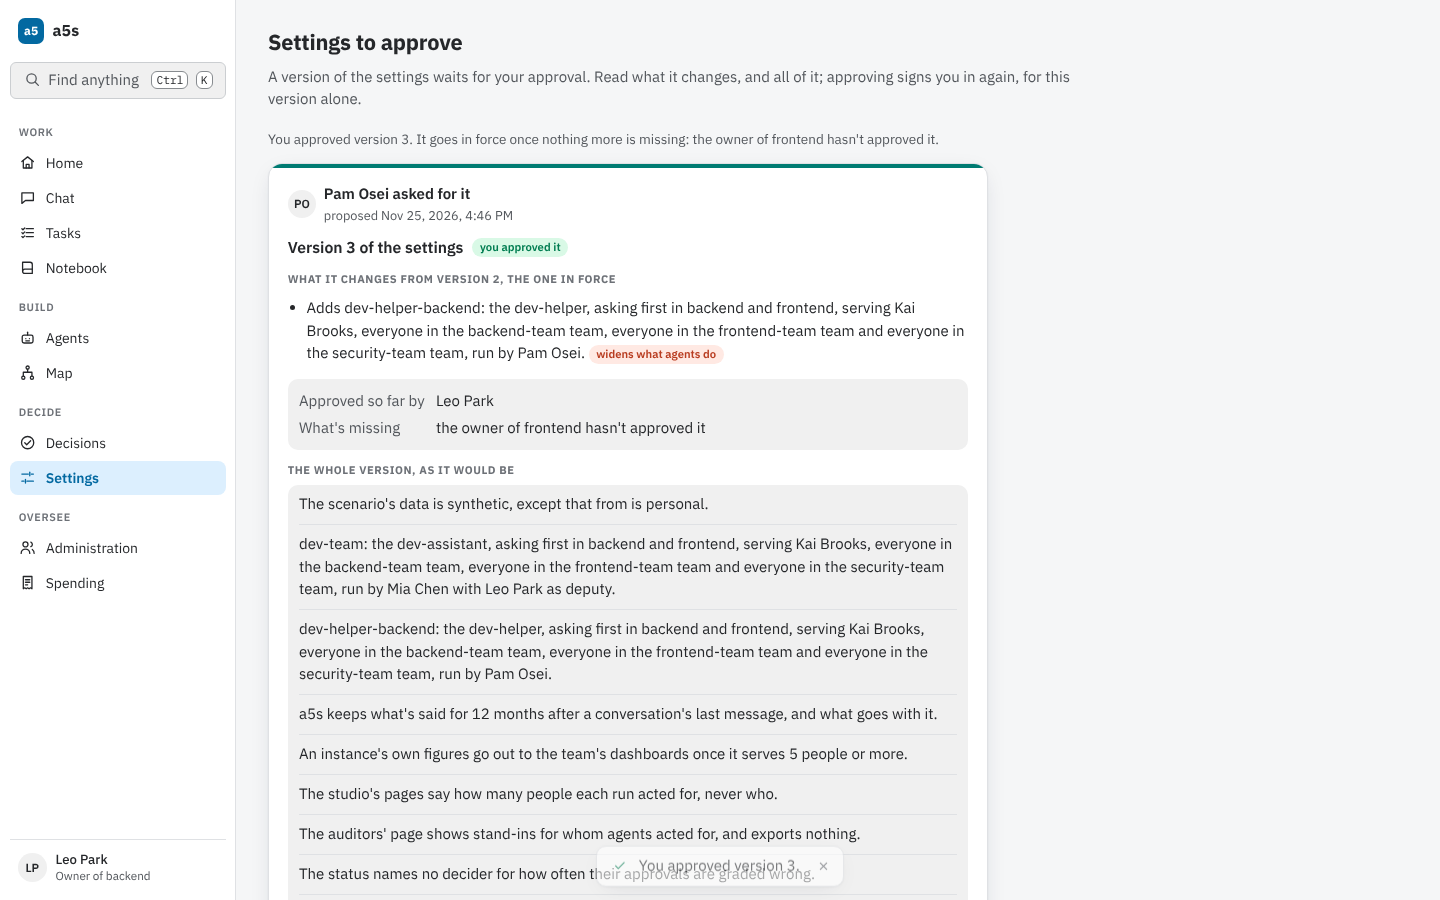 a5 a5s
Find anything Ctrl K
WORK
Home
Chat
Tasks
Notebook
BUILD
Agents
Map
DECIDE
Decisions
Settings
OVERSEE
Administration
Spending
LP
Leo Park
Owner of backend
Settings to approve
A version of the settings waits for your approval. Read what it changes, and all of it; approving signs you in again, for this
version alone.
You approved version 3. It goes in force once nothing more is missing: the owner of frontend hasn't approved it.
PO
Pam Osei asked for it
proposed Nov 25, 2026, 4:46 PM
Version 3 of the settings you approved it
WHAT IT CHANGES FROM VERSION 2, THE ONE IN FORCE
• Adds dev-helper-backend: the dev-helper, asking first in backend and frontend, serving Kai
Brooks, everyone in the backend-team team, everyone in the frontend-team team and everyone in
the security-team team, run by Pam Osei. widens what agents do
Approved so far by Leo Park
What's missing the owner of frontend hasn't approved it
THE WHOLE VERSION, AS IT WOULD BE
The scenario's data is synthetic, except that from is personal.
dev-team: the dev-assistant, asking first in backend and frontend, serving Kai Brooks, everyone in
the backend-team team, everyone in the frontend-team team and everyone in the security-team
team, run by Mia Chen with Leo Park as deputy.
dev-helper-backend: the dev-helper, asking first in backend and frontend, serving Kai Brooks,
everyone in the backend-team team, everyone in the frontend-team team and everyone in the
security-team team, run by Pam Osei.
a5s keeps what's said for 12 months after a conversation's last message, and what goes with it.
An instance's own figures go out to the team's dashboards once it serves 5 people or more.
The studio's pages say how many people each run acted for, never who.
The auditors' page shows stand-ins for whom agents acted for, and exports nothing.
The status names no decider for how often their approvals are graded wrong.
You approved version 3.